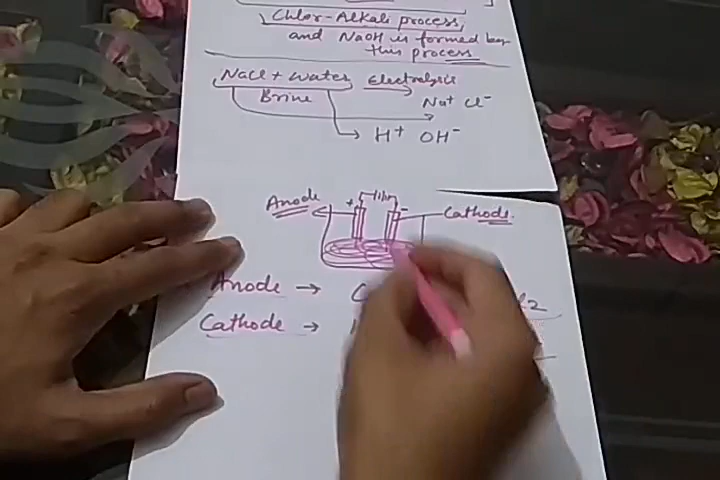 Chlor-Alkali process,
and NaOH is formed by
this process
NaCl + Water Electrolysis
Brine Na+ Cl-
H+ OH-
Anode + - Cathode.
Anode →
Cathode →